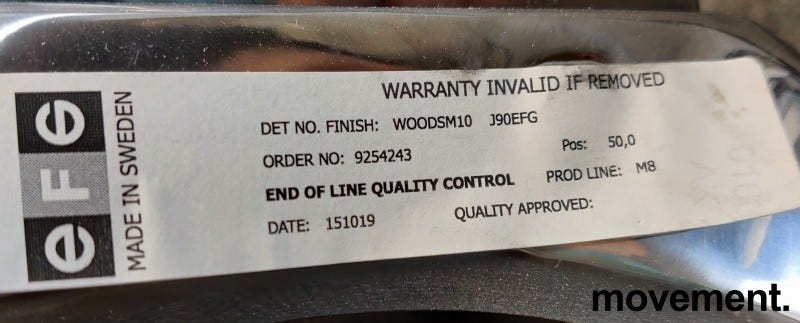 EFG
MADE IN SWEDEN
WARRANTY INVALID IF REMOVED
DET NO. FINISH: WOODSM10 J90EFG
ORDER NO: 9254243 Pos: 50,0
END OF LINE QUALITY CONTROL PROD LINE: M8
DATE: 151019 QUALITY APPROVED:
movement.